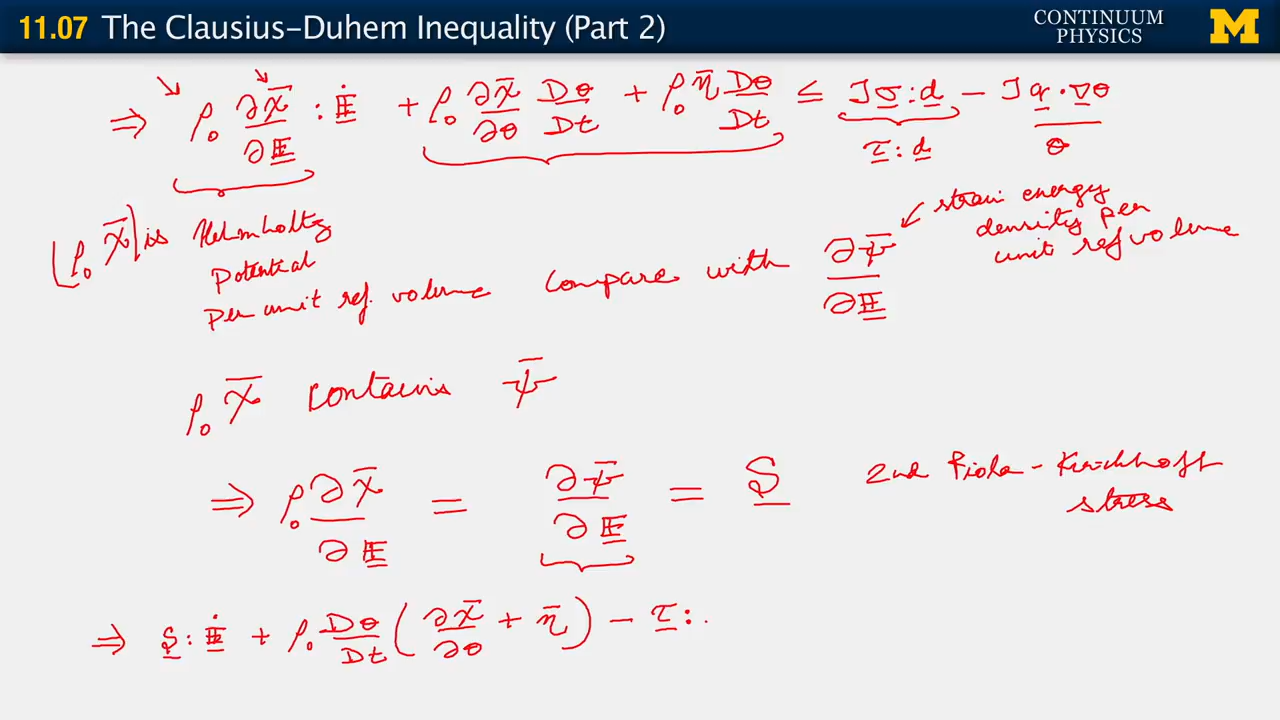 11.07 The Clausius–Duhem Inequality (Part 2)
CONTINUUM
PHYSICS
M
⇒ ρ₀ ∂χ̄/∂E : Ė + ρ₀ ∂χ̄/∂θ Dθ/Dt + ρ₀ η̄ Dθ/Dt ≤ Jσ:d − Jq·∇θ/θ
τ:d
(ρ₀ χ̄) is Helmholtz
Potential
Per unit ref. volume
Compare with ∂ψ̄/∂E
strain energy
density per
unit ref volume
ρ₀ χ̄ contains ψ̄
⇒ ρ₀ ∂χ̄/∂E = ∂ψ̄/∂E = S 2nd Piola-Kirchhoff
stress
⇒ S:Ė + ρ₀ Dθ/Dt (∂χ̄/∂θ + η̄) − τ:.